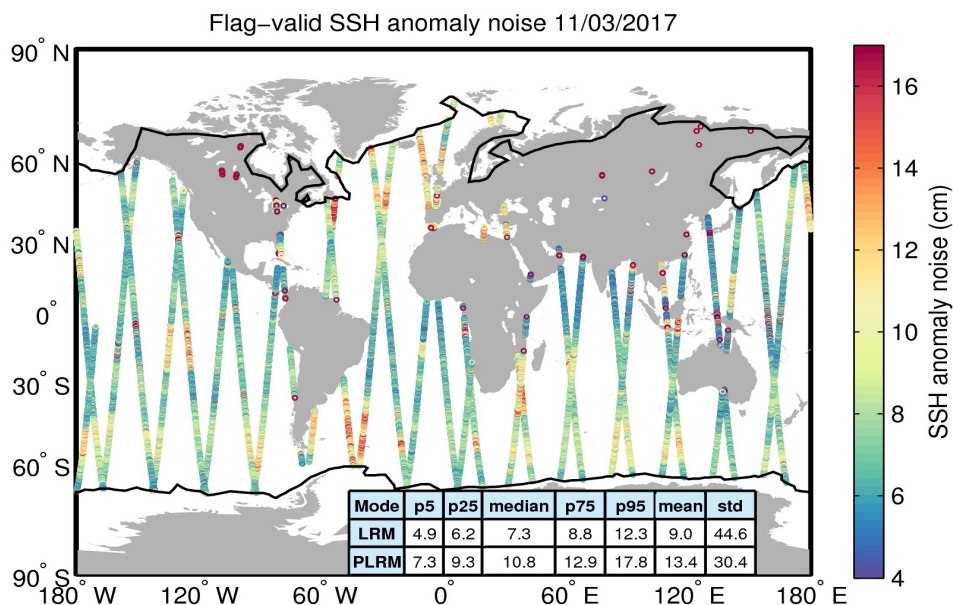 Flag−valid SSH anomaly noise 11/03/2017
90° N
60° N
30° N
0°
30° S
60° S
90° S
180° W
120° W
60° W
0°
60° E
120° E
180° E
16
14
12
10
8
6
4
SSH anomaly noise (cm)
Mode p5 p25 median p75 p95 mean std
LRM 4.9 6.2 7.3 8.8 12.3 9.0 44.6
PLRM 7.3 9.3 10.8 12.9 17.8 13.4 30.4